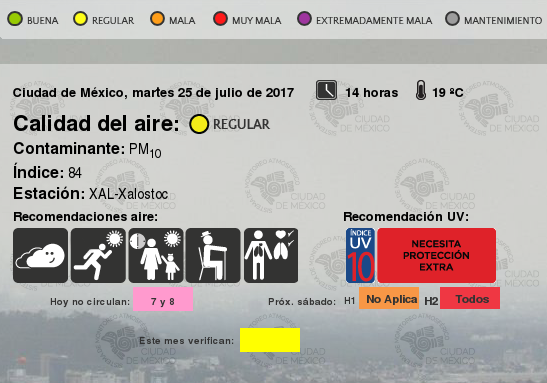 BUENA REGULAR MALA MUY MALA EXTREMADAMENTE MALA MANTENIMIENTO
Ciudad de México, martes 25 de julio de 2017 14 horas 19 ºC
Calidad del aire: REGULAR
Contaminante: PM10
Índice: 84
Estación: XAL-Xalostoc
Recomendaciones aire: Recomendación UV:
ÍNDICE
UV
10
NECESITA
PROTECCIÓN
EXTRA
Hoy no circulan: 7 y 8 Próx. sábado: H1 No Aplica H2 Todos
Este mes verifican:
MONITOREO ATMOSFÉRICO
CIUDAD
DE MÉXICO